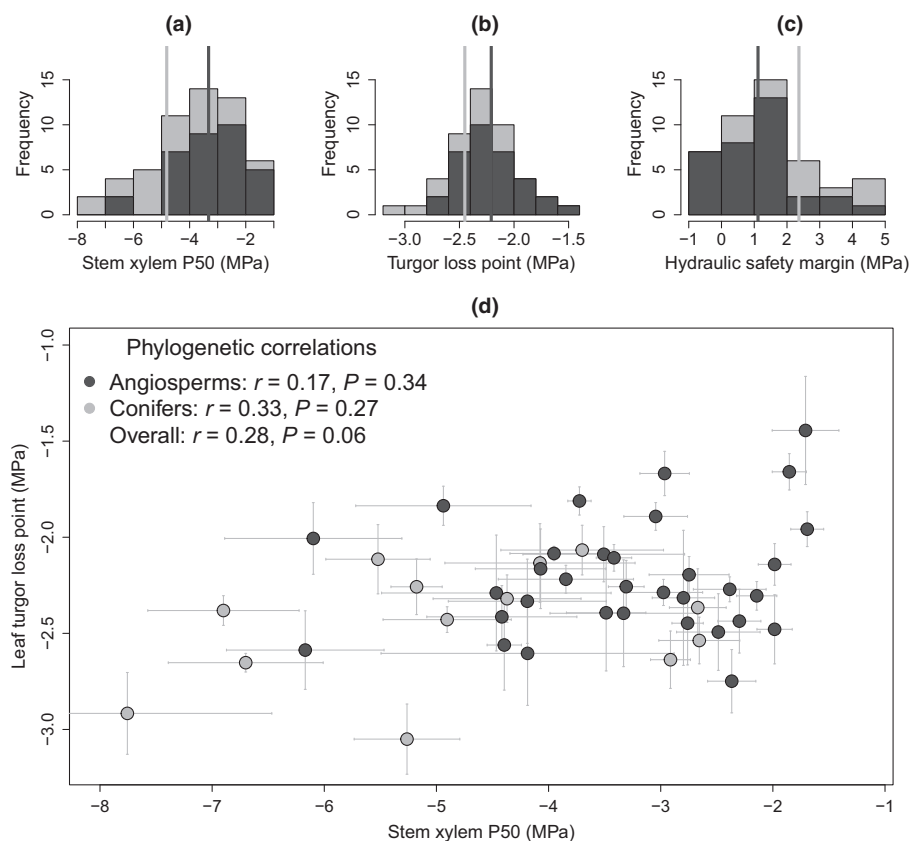 (a)
(b)
(c)
Frequency
0 5 10 15
−8 −6 −4 −2
Stem xylem P50 (MPa)
Frequency
0 5 10 15
−3.0 −2.5 −2.0 −1.5
Turgor loss point (MPa)
Frequency
0 5 10 15
−1 0 1 2 3 4 5
Hydraulic safety margin (MPa)
(d)
Phylogenetic correlations
Angiosperms: r = 0.17, P = 0.34
Conifers: r = 0.33, P = 0.27
Overall: r = 0.28, P = 0.06
Leaf turgor loss point (MPa)
−1.0
−1.5
−2.0
−2.5
−3.0
−8 −7 −6 −5 −4 −3 −2 −1
Stem xylem P50 (MPa)